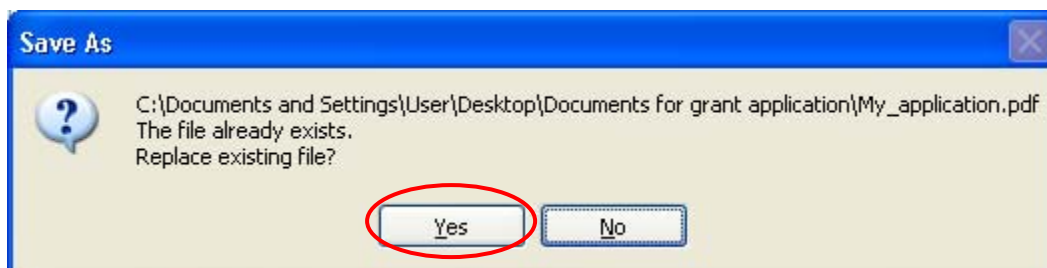 Save As
C:\Documents and Settings\User\Desktop\Documents for grant application\My_application.pdf
The file already exists.
Replace existing file?
Yes No